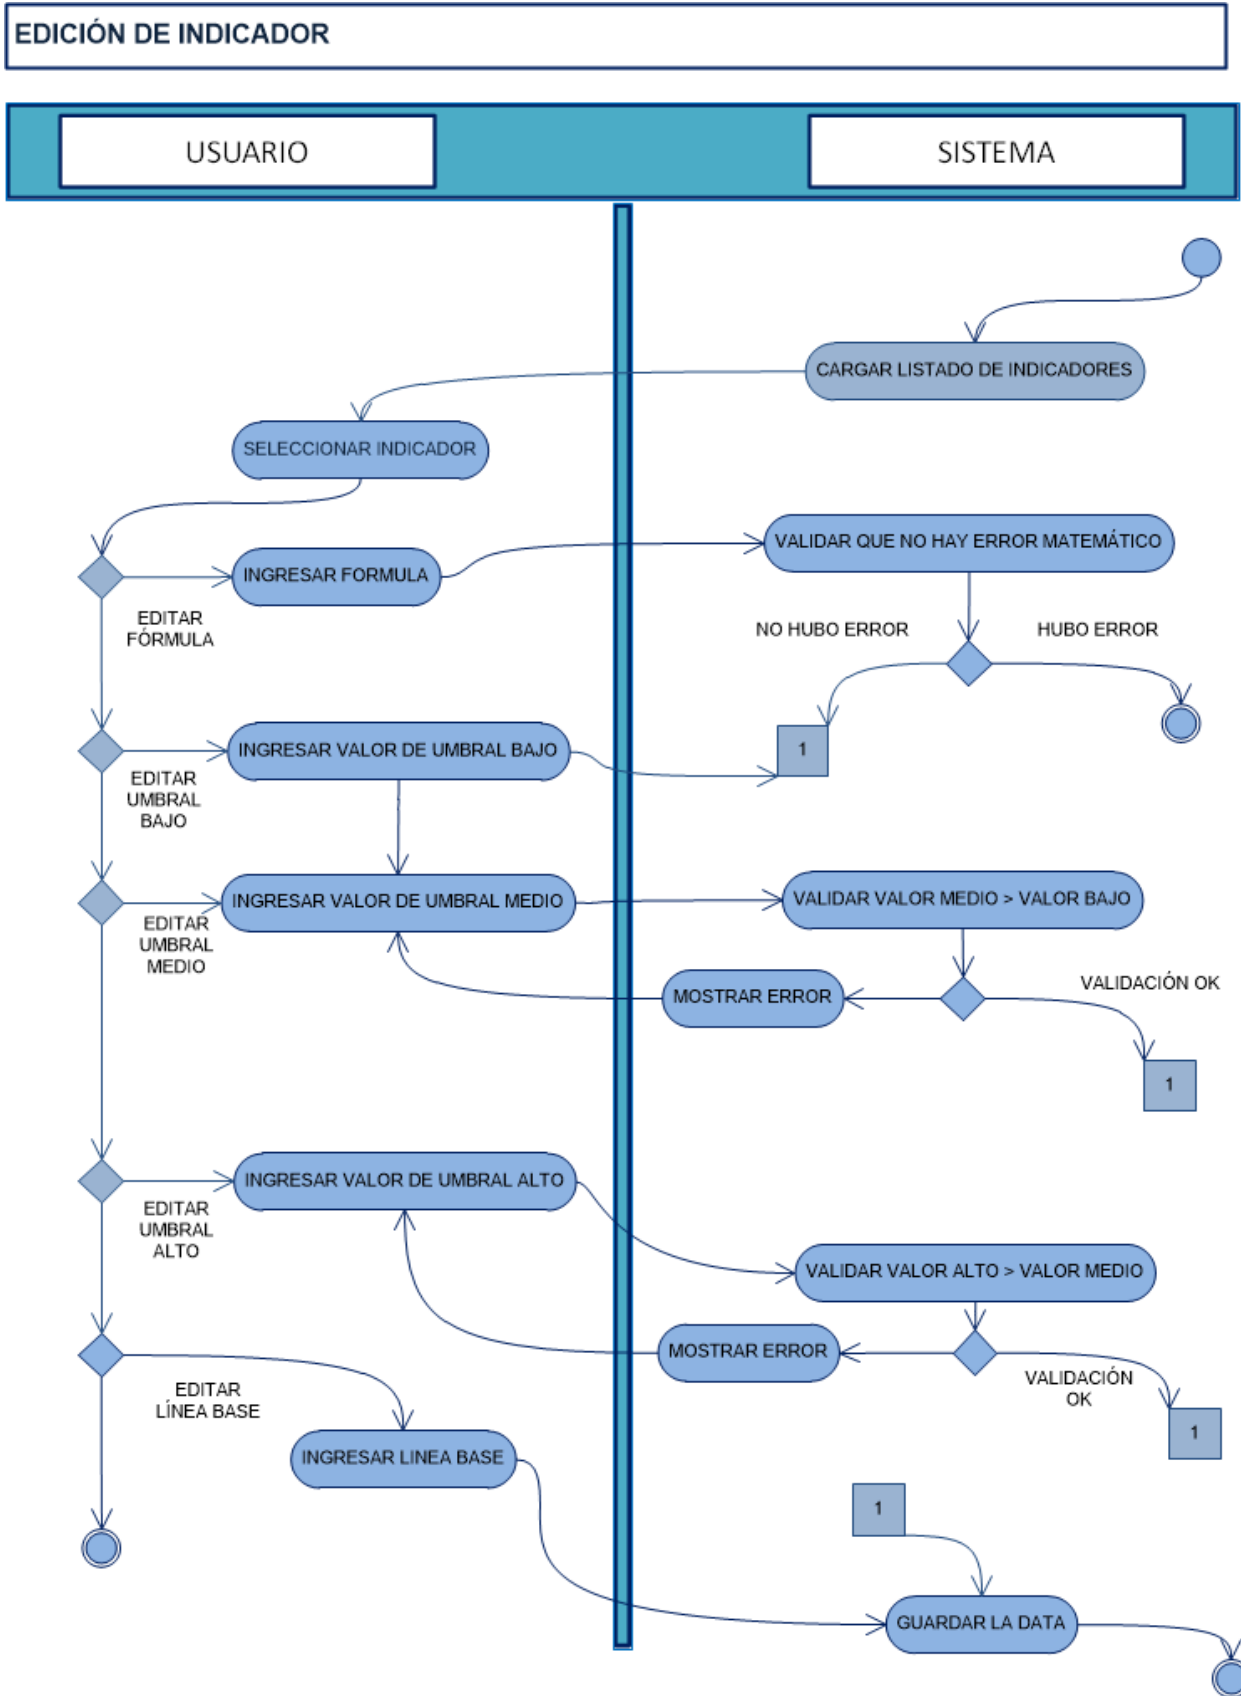 EDICIÓN DE INDICADOR
USUARIO
SISTEMA
CARGAR LISTADO DE INDICADORES
SELECCIONAR INDICADOR
VALIDAR QUE NO HAY ERROR MATEMÁTICO
INGRESAR FORMULA
EDITAR
FÓRMULA
NO HUBO ERROR
HUBO ERROR
INGRESAR VALOR DE UMBRAL BAJO
1
EDITAR
UMBRAL
BAJO
INGRESAR VALOR DE UMBRAL MEDIO
VALIDAR VALOR MEDIO > VALOR BAJO
EDITAR
UMBRAL
MEDIO
MOSTRAR ERROR
VALIDACIÓN OK
1
INGRESAR VALOR DE UMBRAL ALTO
EDITAR
UMBRAL
ALTO
VALIDAR VALOR ALTO > VALOR MEDIO
MOSTRAR ERROR
VALIDACIÓN
OK
EDITAR
LÍNEA BASE
1
INGRESAR LINEA BASE
1
GUARDAR LA DATA